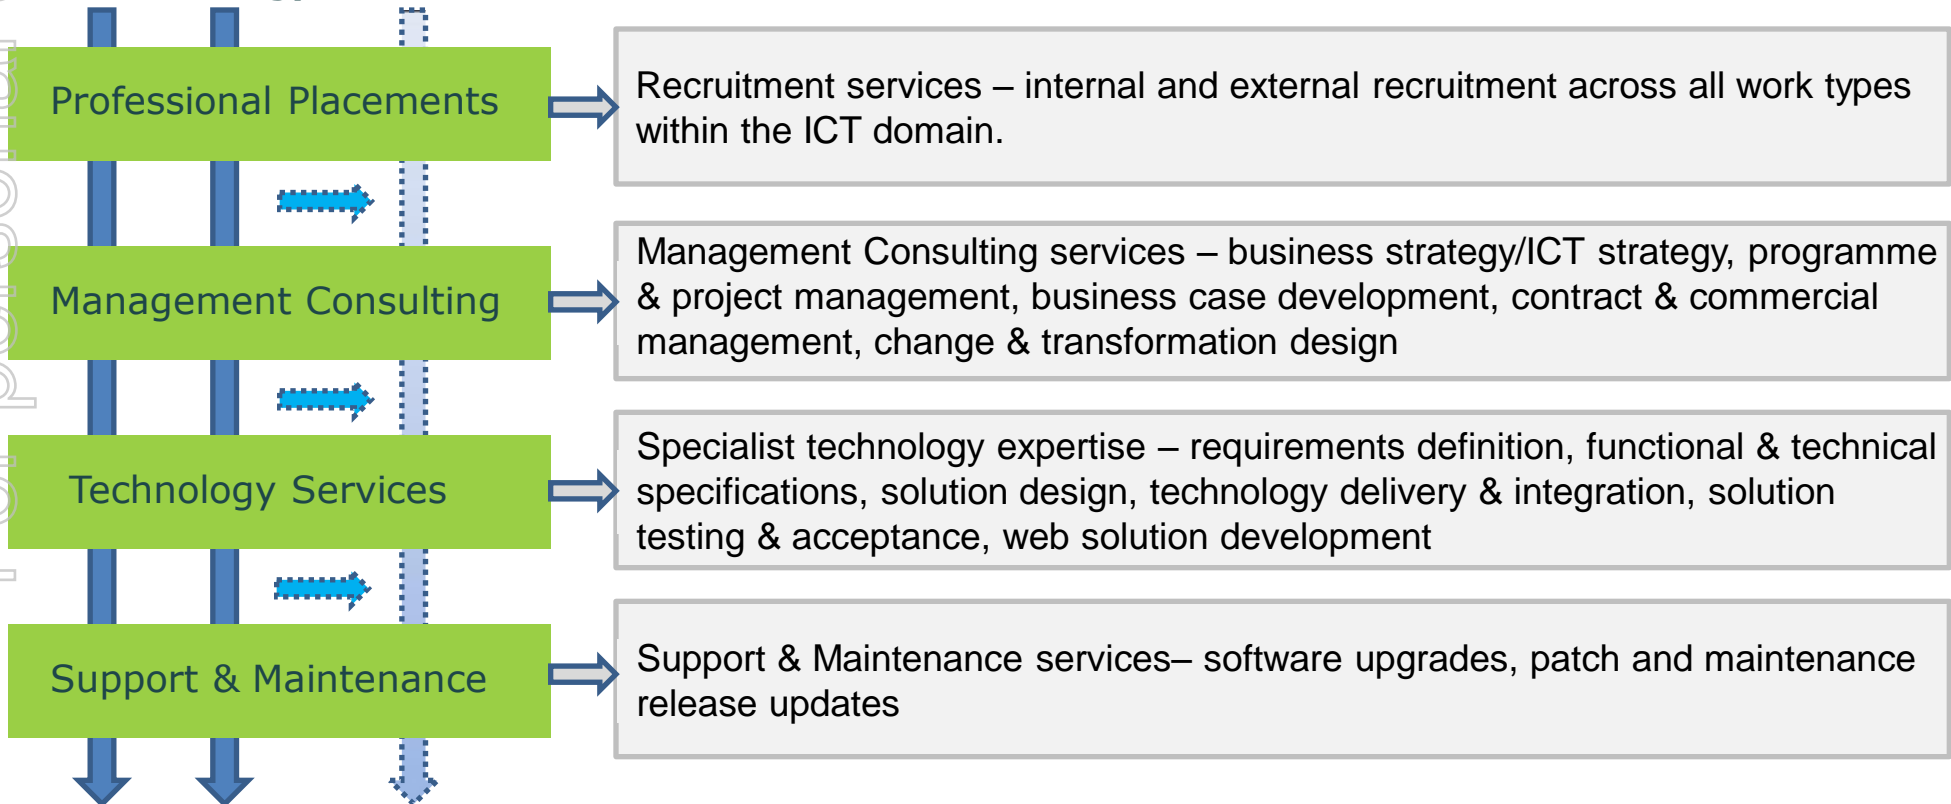 Professional Placements
Recruitment services – internal and external recruitment across all work types
within the ICT domain.
Management Consulting
Management Consulting services – business strategy/ICT strategy, programme
& project management, business case development, contract & commercial
management, change & transformation design
Technology Services
Specialist technology expertise – requirements definition, functional & technical
specifications, solution design, technology delivery & integration, solution
testing & acceptance, web solution development
Support & Maintenance
Support & Maintenance services– software upgrades, patch and maintenance
release updates